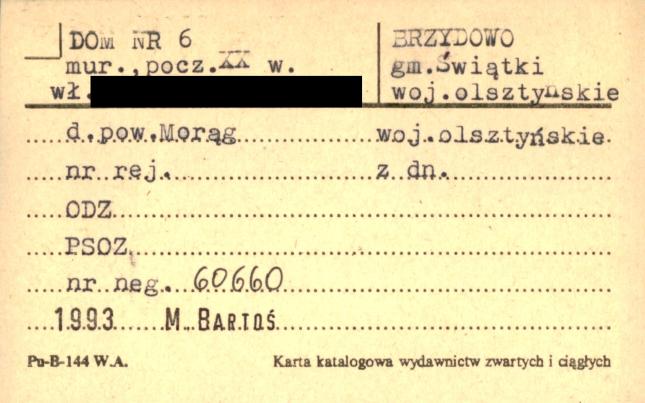 DOM NR 6 BRZYDOWO
mur.,pocz.XX w. gm.Świątki
wł. woj.olsztynskie
d.pow.Morąg woj.olsztyńskie
nr rej. z dn.
ODZ
PSOZ
nr neg. 60660
1993 M. BARTOŚ
Pu-B-144 W.A. Karta katalogowa wydawnictw zwartych i ciągłych